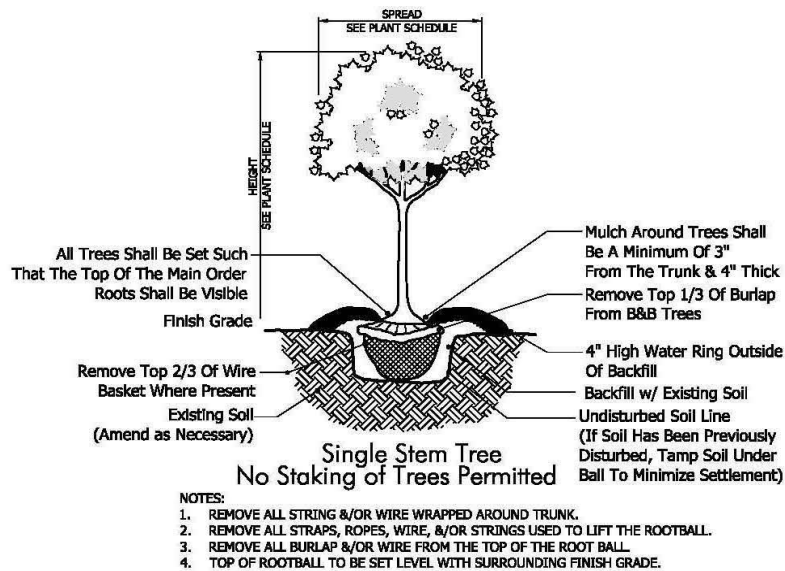 SPREAD
SEE PLANT SCHEDULE
HEIGHT
SEE PLANT SCHEDULE
All Trees Shall Be Set Such
That The Top Of The Main Order
Roots Shall Be Visible
Finish Grade
Remove Top 2/3 Of Wire
Basket Where Present
Existing Soil
(Amend as Necessary)
Mulch Around Trees Shall
Be A Minimum Of 3"
From The Trunk & 4" Thick
Remove Top 1/3 Of Burlap
From B&B Trees
4" High Water Ring Outside
Of Backfill
Backfill w/ Existing Soil
Undisturbed Soil Line
(If Soil Has Been Previously
Disturbed, Tamp Soil Under
Ball To Minimize Settlement)
Single Stem Tree
No Staking of Trees Permitted
NOTES:
1. REMOVE ALL STRING &/OR WIRE WRAPPED AROUND TRUNK.
2. REMOVE ALL STRAPS, ROPES, WIRE, &/OR STRINGS USED TO LIFT THE ROOTBALL.
3. REMOVE ALL BURLAP &/OR WIRE FROM THE TOP OF THE ROOT BALL.
4. TOP OF ROOTBALL TO BE SET LEVEL WITH SURROUNDING FINISH GRADE.